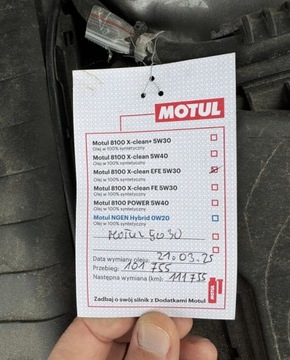 MOTUL
Motul 8100 X-clean+ 5W30
Olej w 100% syntetyczny
Motul 8100 X-clean 5W40
Olej w 100% syntetyczny
Motul 8100 X-clean EFE 5W30
Olej w 100% syntetyczny
Motul 8100 X-clean FE 5W30
Olej w 100% syntetyczny
Motul 8100 POWER 5W40
Olej w 100% syntetyczny
Motul NGEN Hybrid 0W20
Olej w 100% syntetyczny
Data wymiany oleju: 21.03.25
Przebieg: 101 755
Następna wymiana (km): 111 755
Zadbaj o swój silnik z Dodatkami Motul